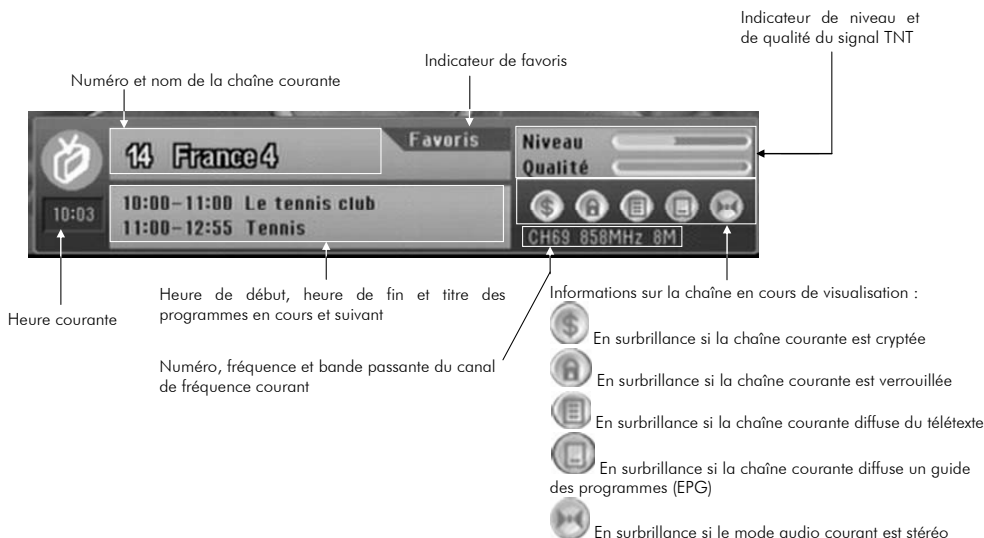 Indicateur de niveau et
de qualité du signal TNT
Indicateur de favoris
Numéro et nom de la chaîne courante
14 France 4
Favoris
Niveau
Qualité
10:03
10:00-11:00 Le tennis club
11:00-12:55 Tennis
CH69 858MHz 8M
Heure courante
Heure de début, heure de fin et titre des
programmes en cours et suivant
Numéro, fréquence et bande passante du canal
de fréquence courant
Informations sur la chaîne en cours de visualisation :
$ En surbrillance si la chaîne courante est cryptée
En surbrillance si la chaîne courante est verrouillée
En surbrillance si la chaîne courante diffuse du télétexte
En surbrillance si la chaîne courante diffuse un guide
des programmes (EPG)
En surbrillance si le mode audio courant est stéréo